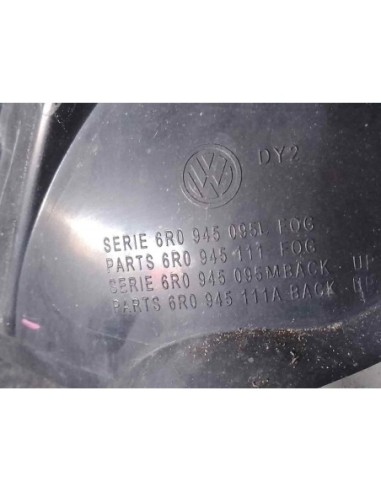 DY2
SERIE 6R0 945 095L FOG
PARTS 6R0 945 111 FOG
SERIE 6R0 945 095M BACK - UP
PARTS 6R0 945 111A BACK